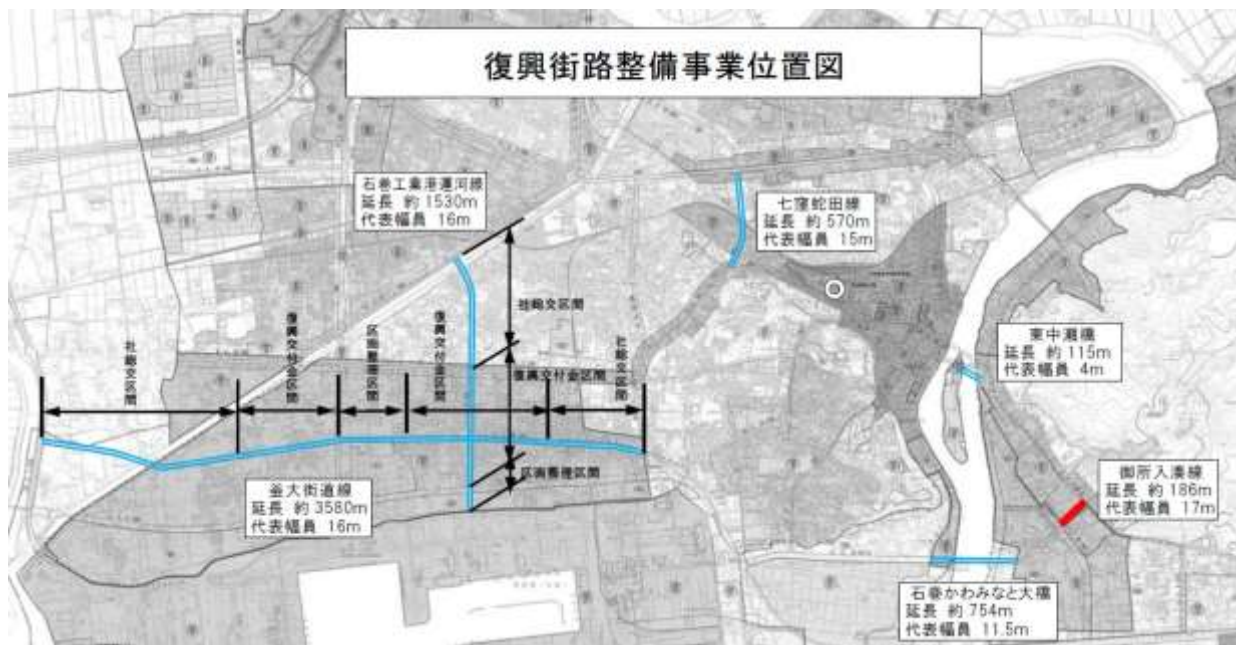 復興街路整備事業位置図
石巻工業港運河線
延長 約1530m
代表幅員 16m
七窪蛇田線
延長 約570m
代表幅員 15m
社総交区間
復興交付金区間
区画整理区間
復興交付金区間
社総交区間
社総交区間
復興交付金区間
区画整理区間
東中瀬橋
延長 約115m
代表幅員 4m
釜大街道線
延長 約3580m
代表幅員 16m
御所入湊線
延長 約186m
代表幅員 17m
石巻かわみなと大橋
延長 約754m
代表幅員 11.5m